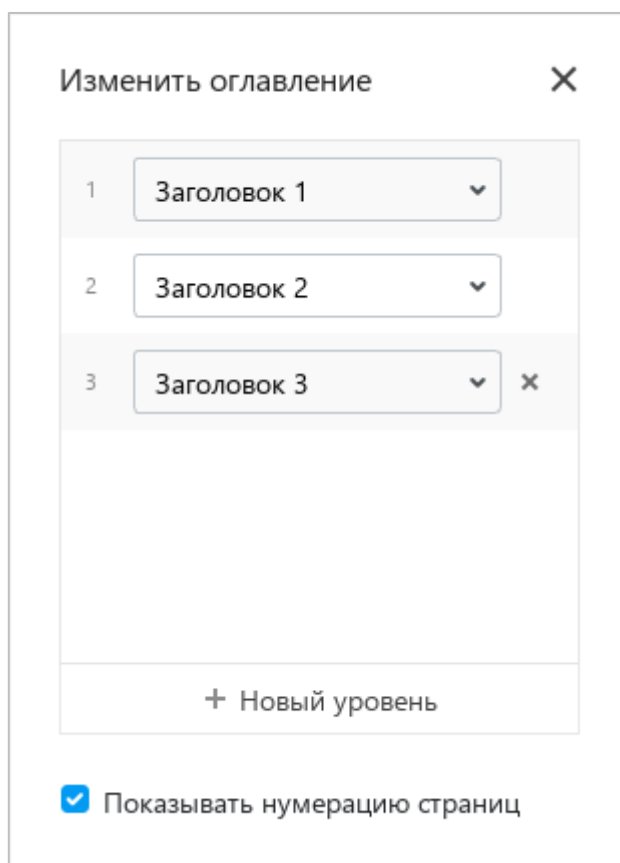 Изменить оглавление
1 Заголовок 1
2 Заголовок 2
3 Заголовок 3
+ Новый уровень
Показывать нумерацию страниц